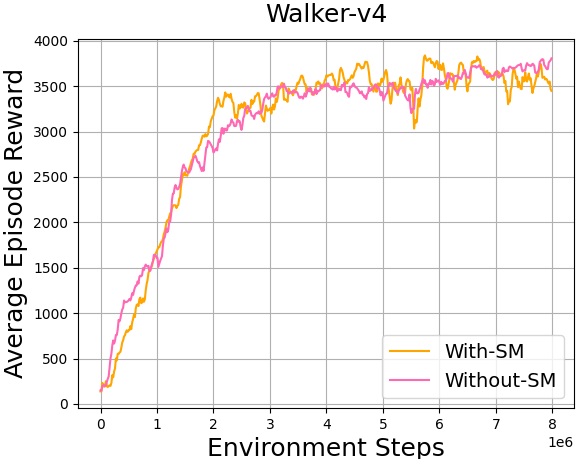 Walker-v4
Average Episode Reward
4000
3500
3000
2500
2000
1500
1000
500
0
0 1 2 3 4 5 6 7 8
1e6
Environment Steps
With-SM
Without-SM